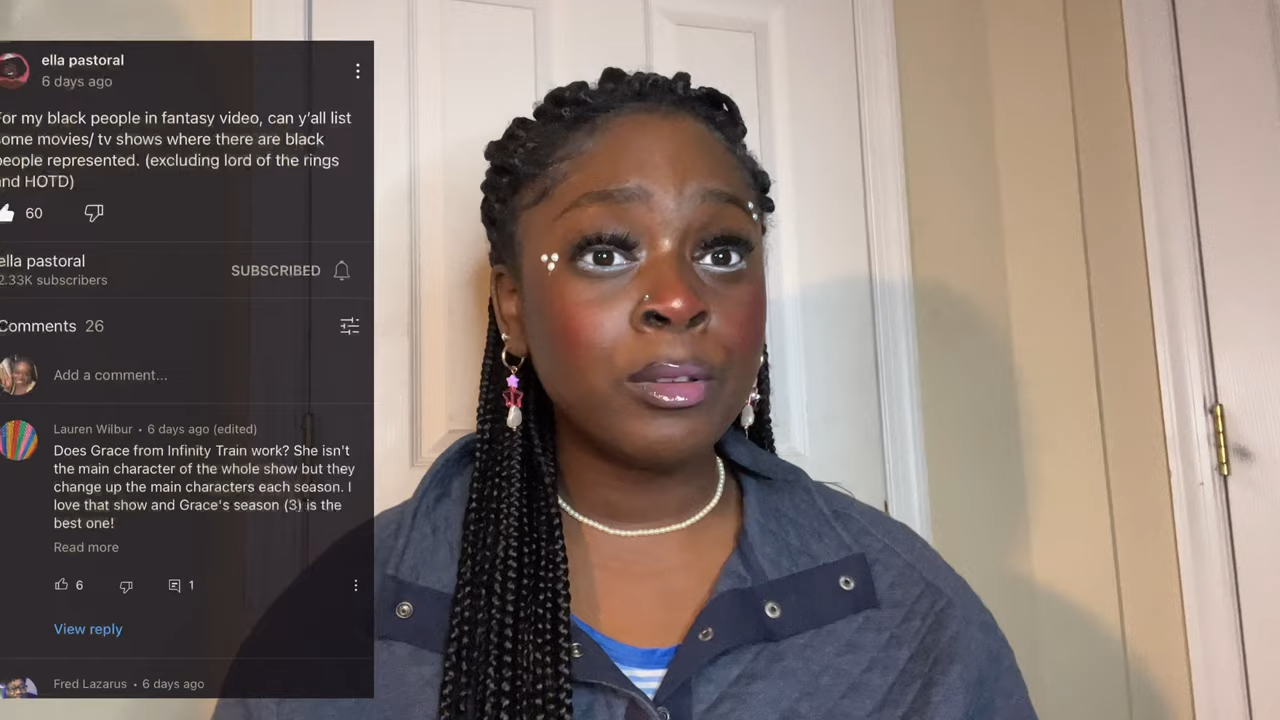 ella pastoral
6 days ago
or my black people in fantasy video, can y'all list
ome movies/ tv shows where there are black
eople represented. (excluding lord of the rings
nd HOTD)
60
ella pastoral
2.33K subscribers
SUBSCRIBED
Comments 26
Add a comment...
Lauren Wilbur • 6 days ago (edited)
Does Grace from Infinity Train work? She isn't
the main character of the whole show but they
change up the main characters each season. I
love that show and Grace's season (3) is the
best one!
Read more
6
1
View reply
Fred Lazarus • 6 days ago